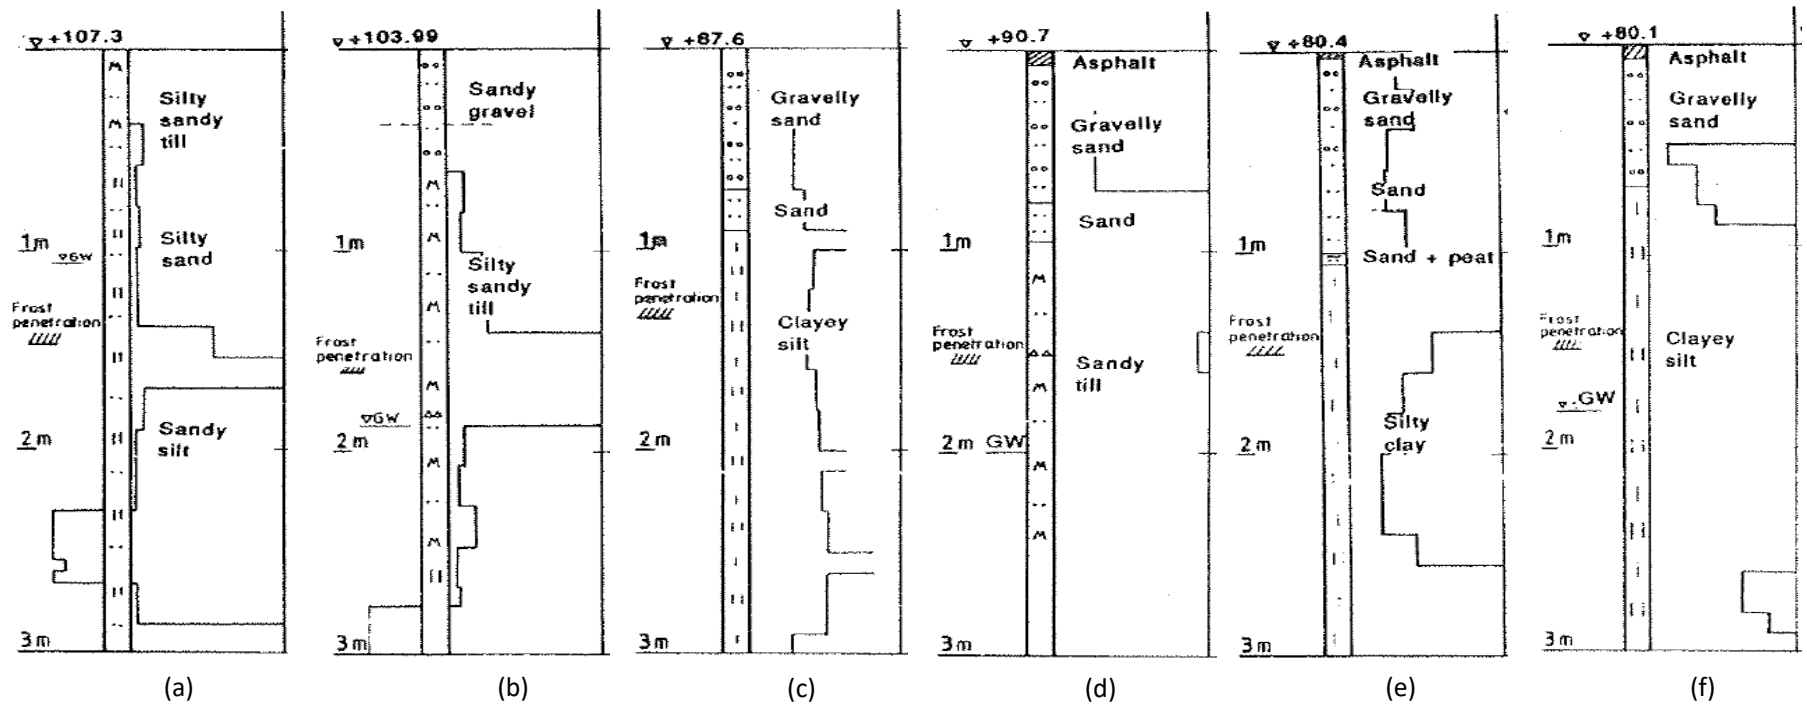 +107.3
Silty
sandy
till
1m
GW
Silty
sand
Frost
penetration
2m
Sandy
silt
3m
(a)
+103.99
Sandy
gravel
1m
Silty
sandy
till
Frost
penetration
GW
2m
3m
(b)
+87.6
Gravelly
sand
Sand
1m
Frost
penetration
Clayey
silt
2m
3m
(c)
+90.7
Asphalt
Gravelly
sand
Sand
1m
Frost
penetration
Sandy
till
2m GW
3m
(d)
+80.4
Asphalt
Gravelly
sand
Sand
1m
Sand + peat
Frost
penetration
Silty
clay
2m
3m
(e)
+80.1
Asphalt
Gravelly
sand
1m
Frost
penetration
Clayey
silt
GW
2m
3m
(f)